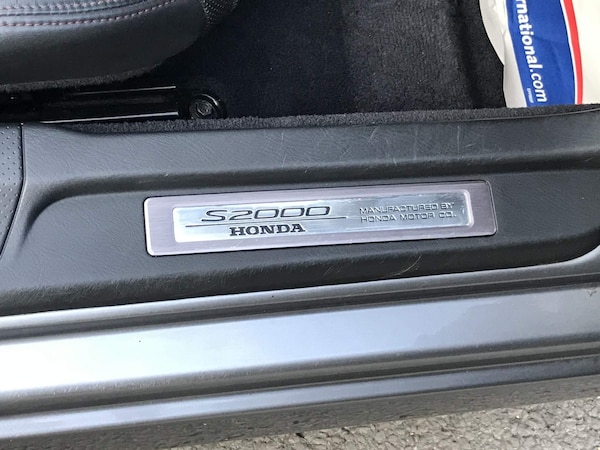 ernational.com
S2000
HONDA
MANUFACTURED BY
HONDA MOTOR CO.